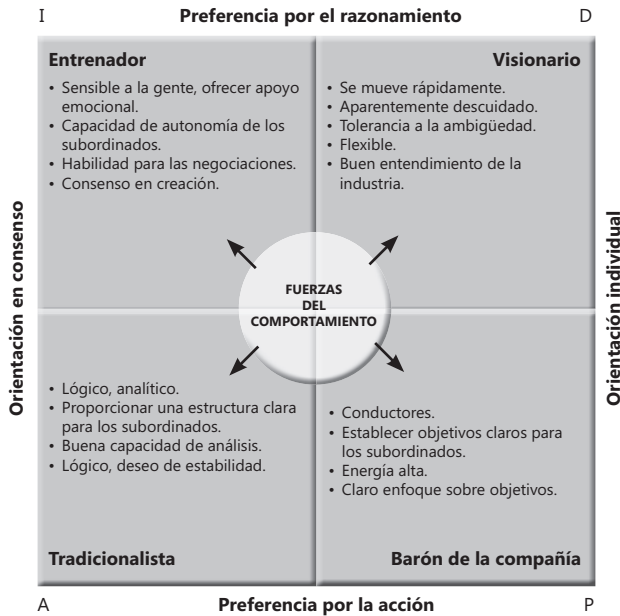 I
Preferencia por el razonamiento
D
Entrenador
• Sensible a la gente, ofrecer apoyo
emocional.
• Capacidad de autonomía de los
subordinados.
• Habilidad para las negociaciones.
• Consenso en creación.
Visionario
• Se mueve rápidamente.
• Aparentemente descuidado.
• Tolerancia a la ambigüedad.
• Flexible.
• Buen entendimiento de la
industria.
Orientación en consenso
FUERZAS
DEL
COMPORTAMIENTO
Orientación individual
• Lógico, analítico.
• Proporcionar una estructura clara
para los subordinados.
• Buena capacidad de análisis.
• Lógico, deseo de estabilidad.
Tradicionalista
• Conductores.
• Establecer objetivos claros para
los subordinados.
• Energía alta.
• Claro enfoque sobre objetivos.
Barón de la compañía
A
Preferencia por la acción
P